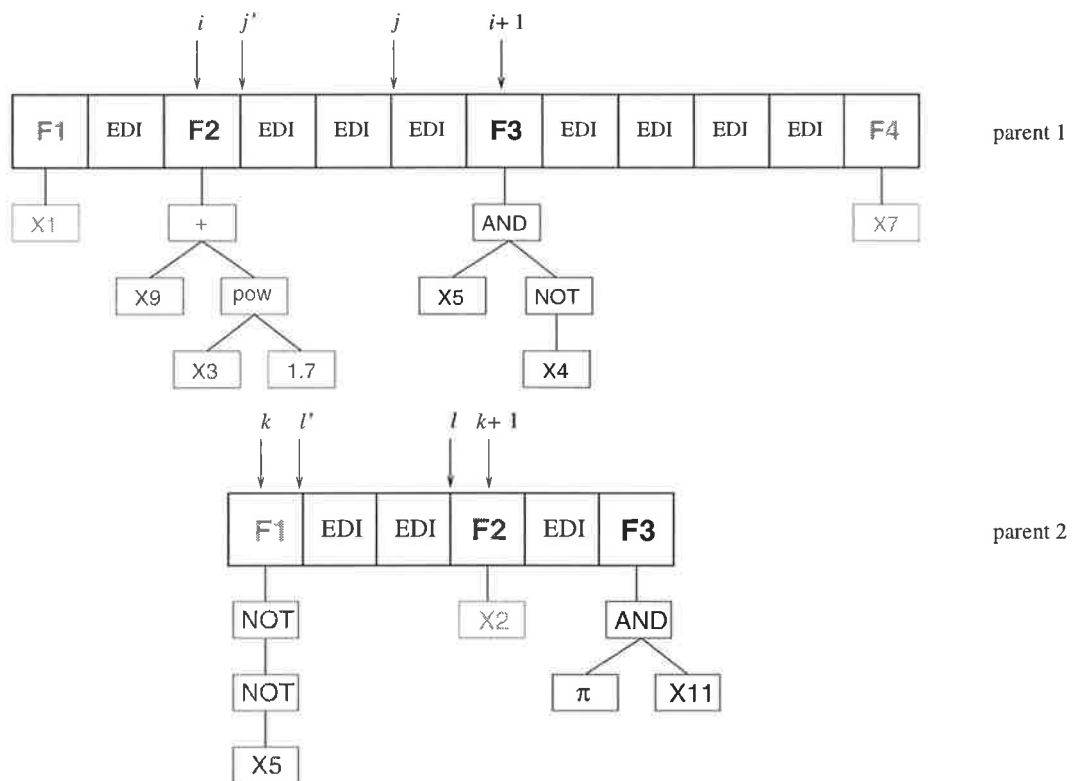 i j' j i+ 1
F1 EDI F2 EDI EDI EDI F3 EDI EDI EDI EDI F4 parent 1
X1 + AND X7
X9 pow X5 NOT
X3 1.7 X4
k l' l k+ 1
F1 EDI EDI F2 EDI F3 parent 2
NOT X2 AND
NOT π X11
X5